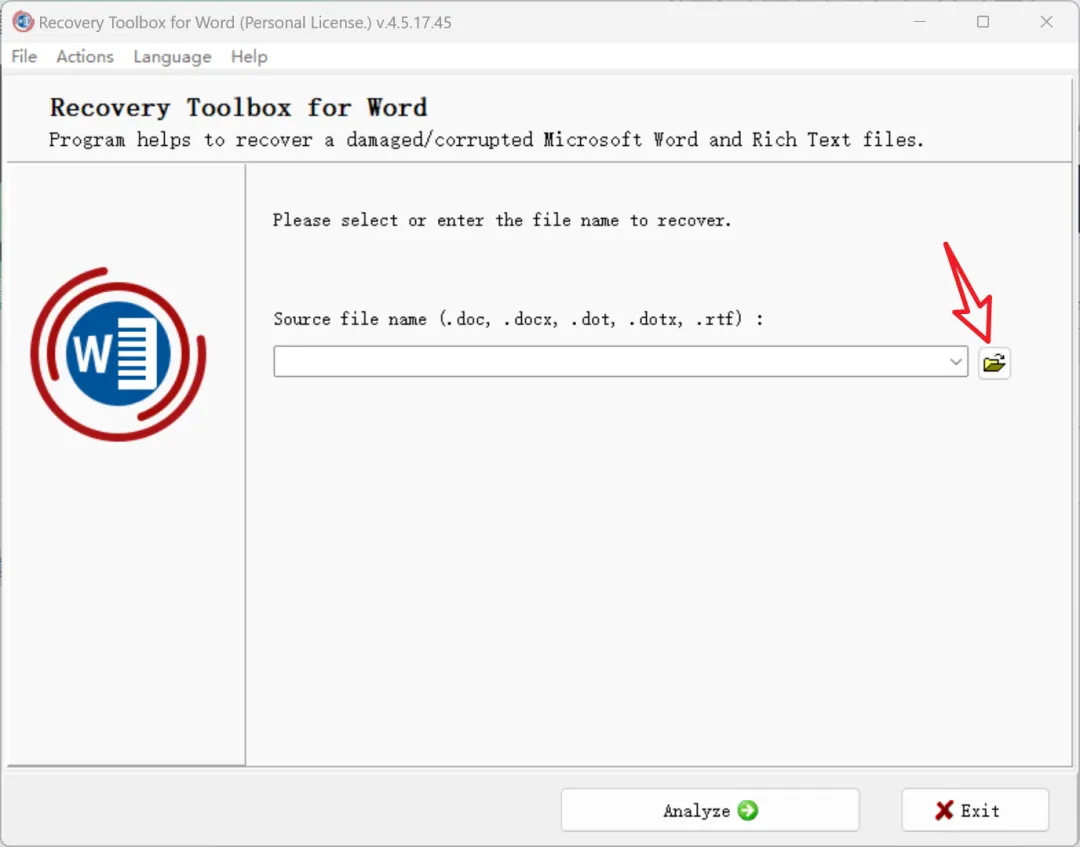 Recovery Toolbox for Word (Personal License.) v.4.5.17.45
File Actions Language Help
Recovery Toolbox for Word
Program helps to recover a damaged/corrupted Microsoft Word and Rich Text files.
Please select or enter the file name to recover.
Source file name (.doc, .docx, .dot, .dotx, .rtf) :
W
Analyze
Exit